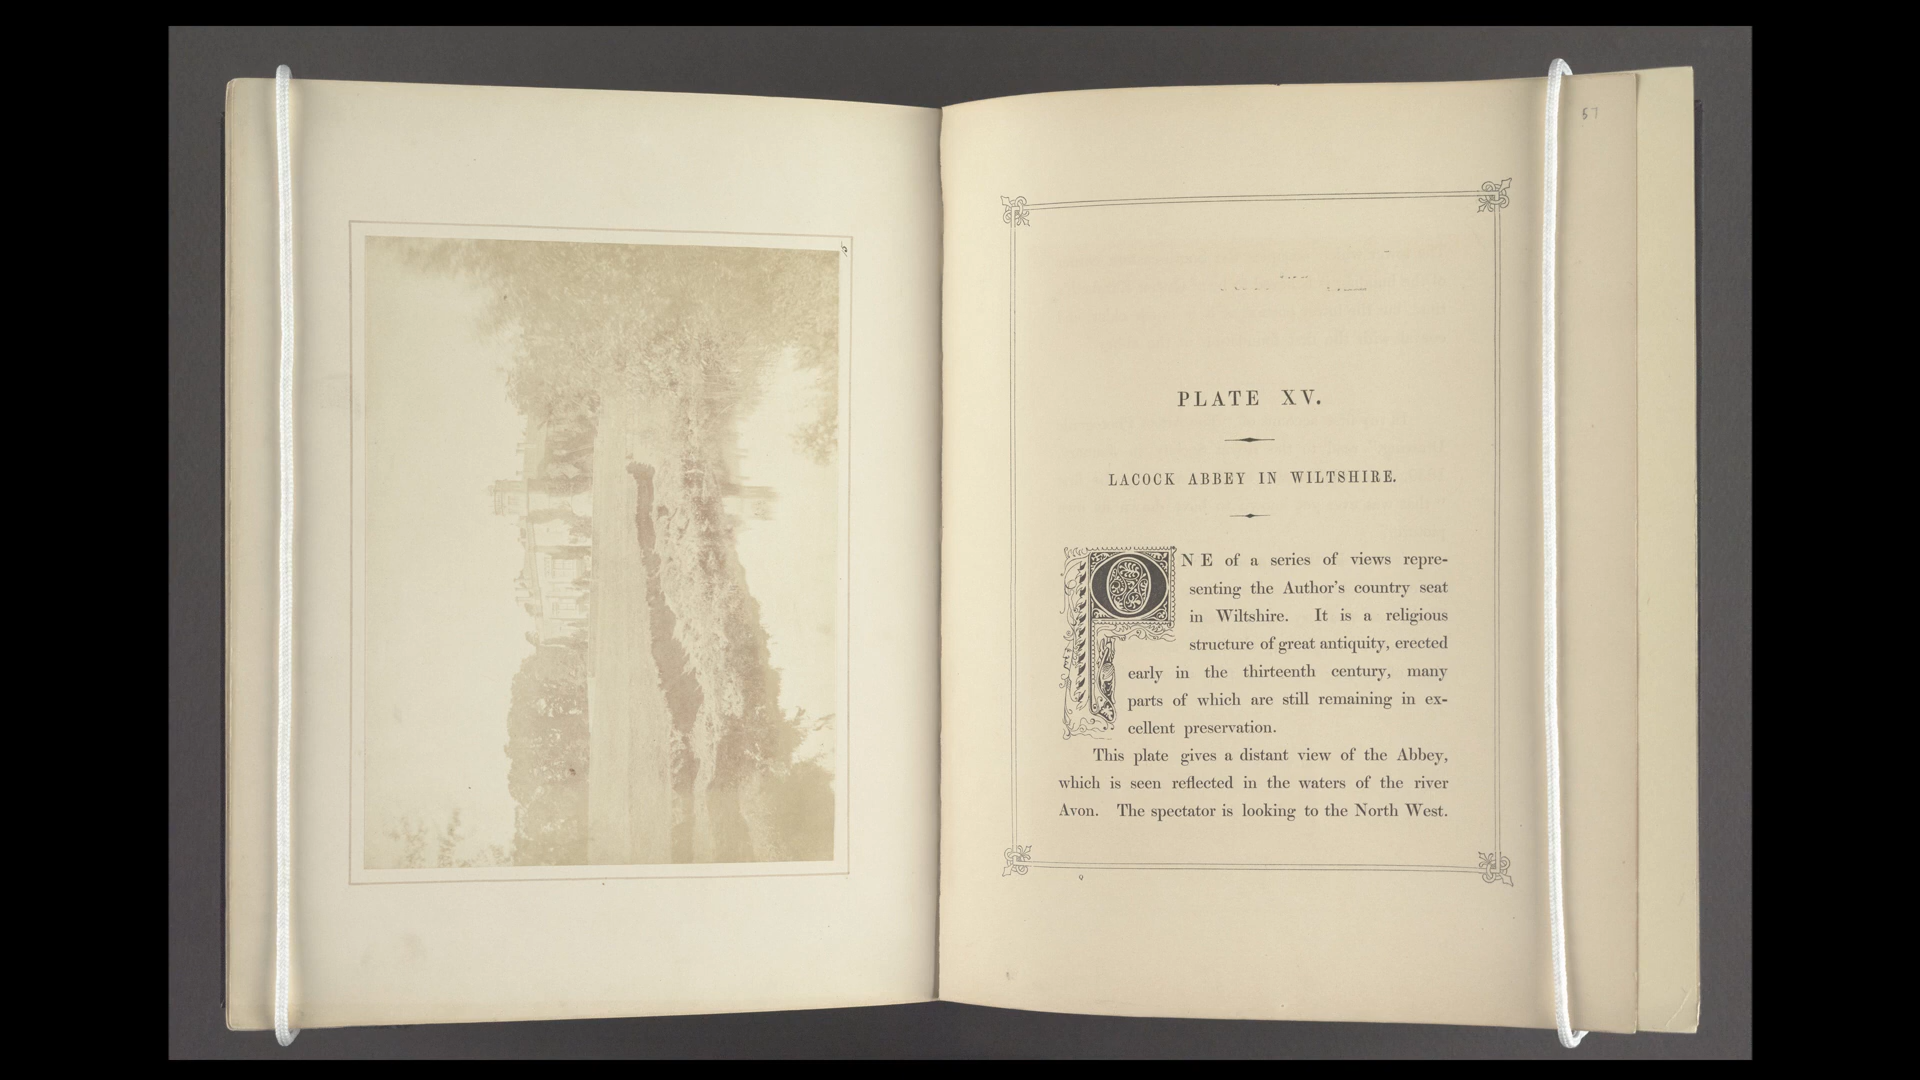 57
PLATE XV.
LACOCK ABBEY IN WILTSHIRE.
ONE of a series of views repre-
senting the Author's country seat
in Wiltshire. It is a religious
structure of great antiquity, erected
early in the thirteenth century, many
parts of which are still remaining in ex-
cellent preservation.
This plate gives a distant view of the Abbey,
which is seen reflected in the waters of the river
Avon. The spectator is looking to the North West.